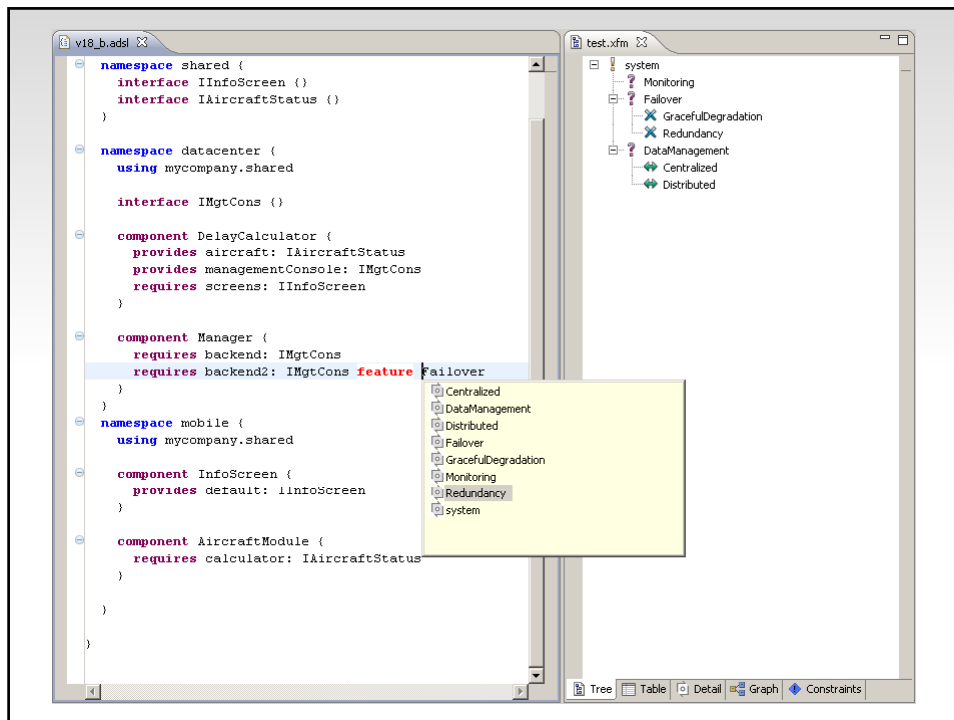 v18_b.adsl
namespace shared {
interface IInfoScreen {}
interface IAircraftStatus {}
}
namespace datacenter {
using mycompany.shared
interface IMgtCons {}
component DelayCalculator {
provides aircraft: IAircraftStatus
provides managementConsole: IMgtCons
requires screens: IInfoScreen
}
component Manager {
requires backend: IMgtCons
requires backend2: IMgtCons feature Failover
}
}
namespace mobile {
using mycompany.shared
component InfoScreen {
provides default: IInfoScreen
}
component AircraftModule {
requires calculator: IAircraftStatus
}
}
}
Centralized
DataManagement
Distributed
Failover
GracefulDegradation
Monitoring
Redundancy
system
test.xfm
system
Monitoring
Failover
GracefulDegradation
Redundancy
DataManagement
Centralized
Distributed
Tree Table Detail Graph Constraints